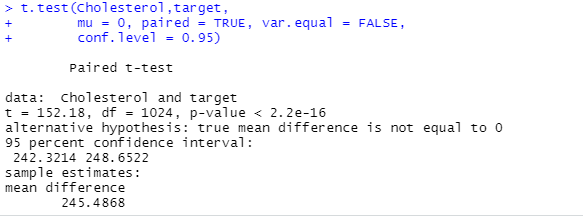 > t.test(Cholesterol,target,
+        mu = 0, paired = TRUE, var.equal = FALSE,
+        conf.level = 0.95)
        Paired t-test
data:  Cholesterol and target
t = 152.18, df = 1024, p-value < 2.2e-16
alternative hypothesis: true mean difference is not equal to 0
95 percent confidence interval:
 242.3214 248.6522
sample estimates:
mean difference
       245.4868